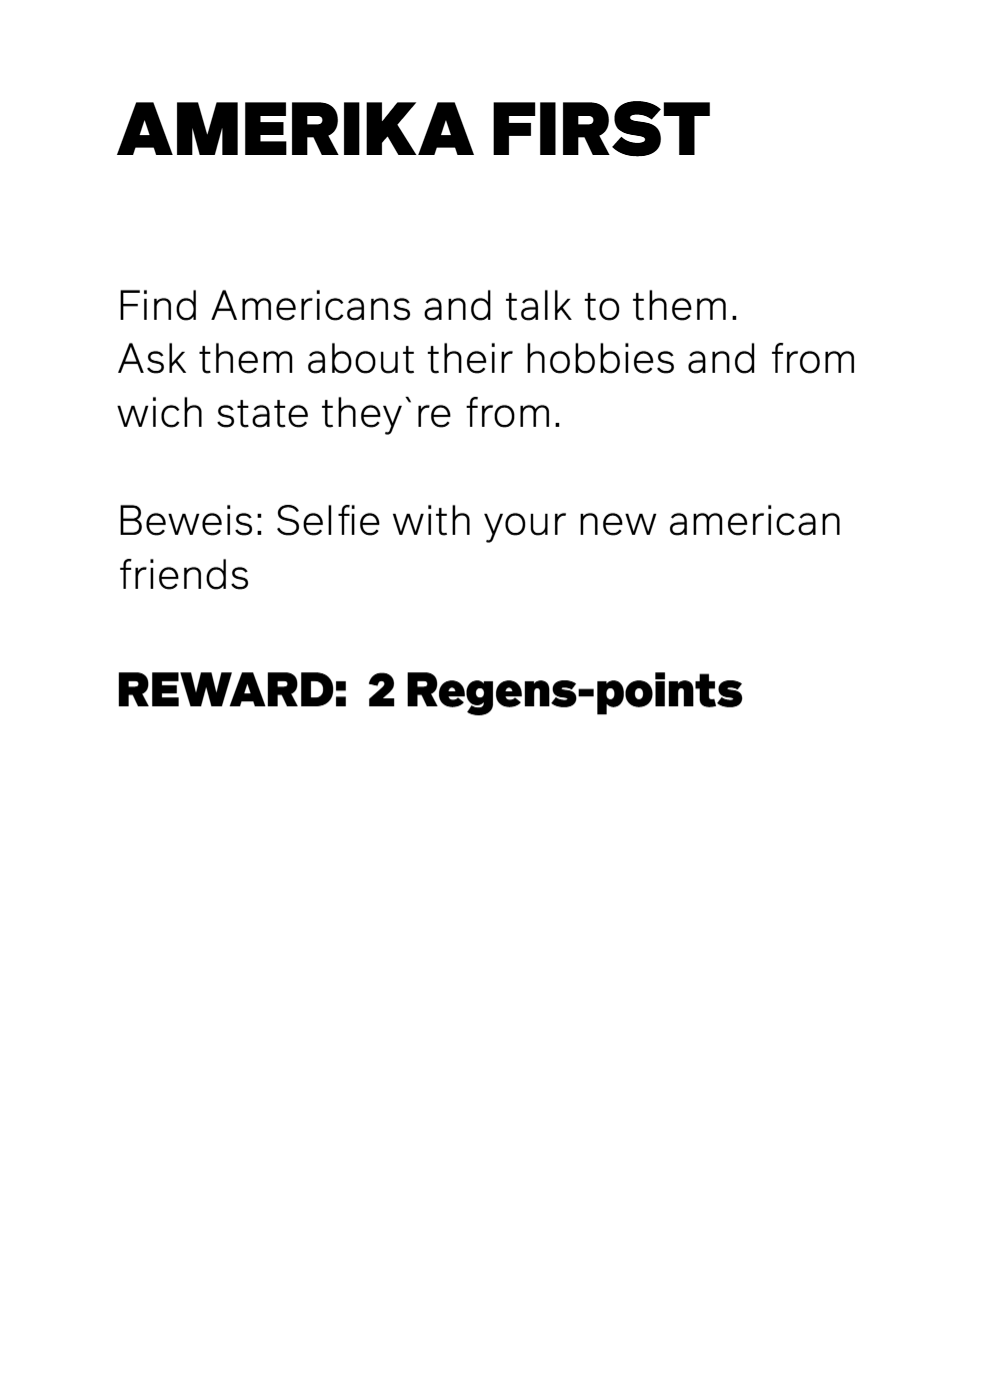 AMERIKA FIRST
Find Americans and talk to them.
Ask them about their hobbies and from
wich state they`re from.
Beweis: Selfie with your new american
friends
REWARD: 2 Regens-points